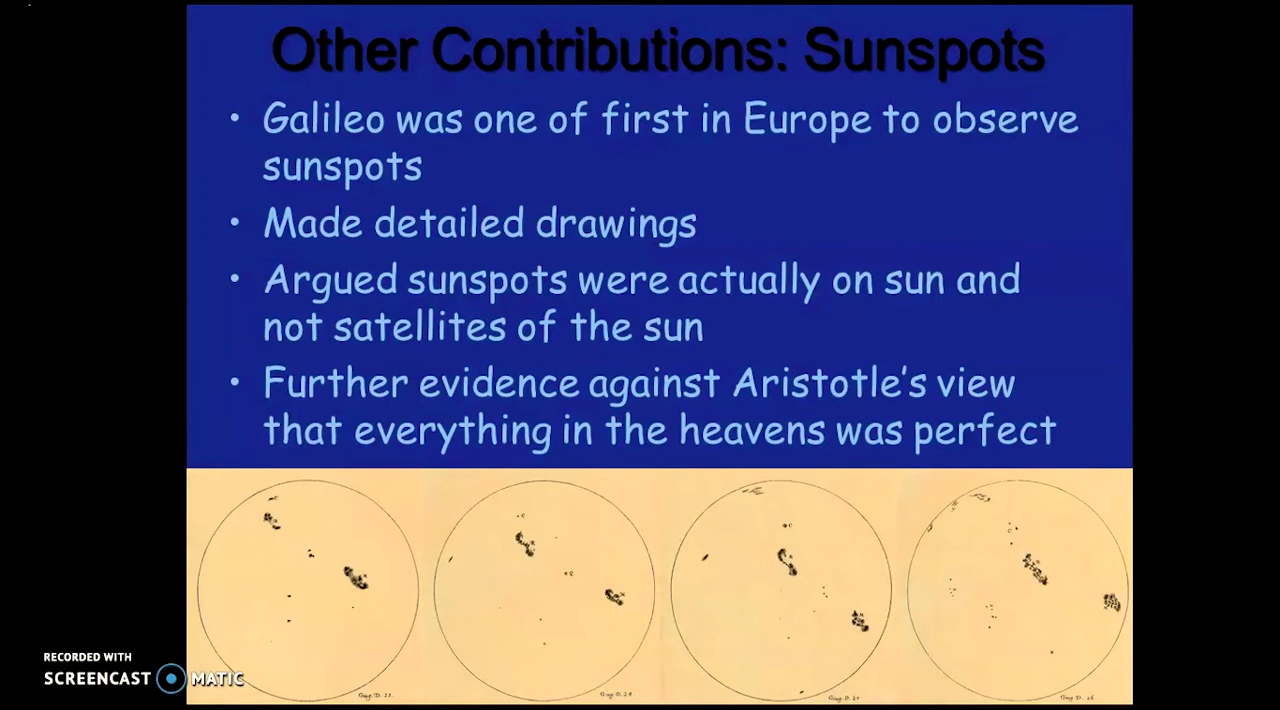 Other Contributions: Sunspots
• Galileo was one of first in Europe to observe
sunspots
• Made detailed drawings
• Argued sunspots were actually on sun and
not satellites of the sun
• Further evidence against Aristotle's view
that everything in the heavens was perfect
RECORDED WITH
SCREENCAST MATIC